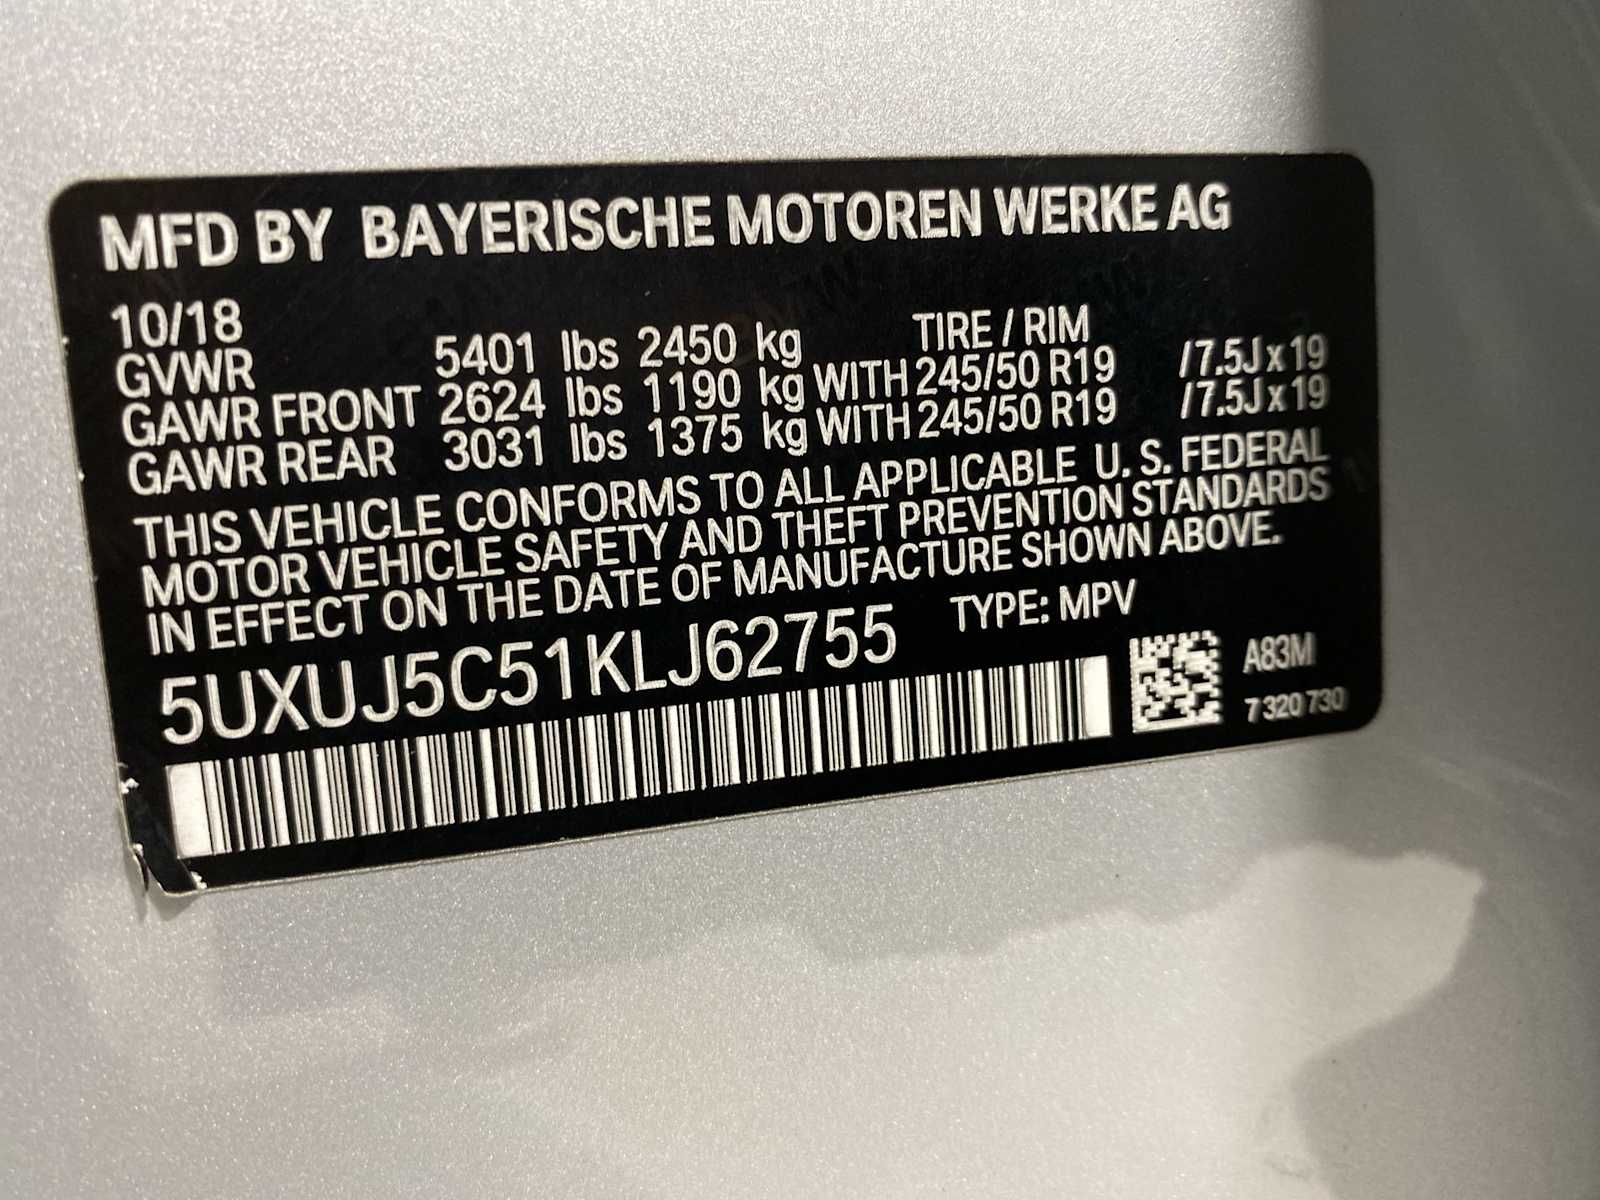 MFD BY BAYERISCHE MOTOREN WERKE AG
10/18 TIRE / RIM
GVWR 5401 lbs 2450 kg
GAWR FRONT 2624 lbs 1190 kg WITH 245/50 R19 /7.5J x 19
GAWR REAR 3031 lbs 1375 kg WITH 245/50 R19 /7.5J x 19
THIS VEHICLE CONFORMS TO ALL APPLICABLE U. S. FEDERAL
MOTOR VEHICLE SAFETY AND THEFT PREVENTION STANDARDS
IN EFFECT ON THE DATE OF MANUFACTURE SHOWN ABOVE.
5UXUJ5C51KLJ62755 TYPE: MPV
A83M
7 320 730